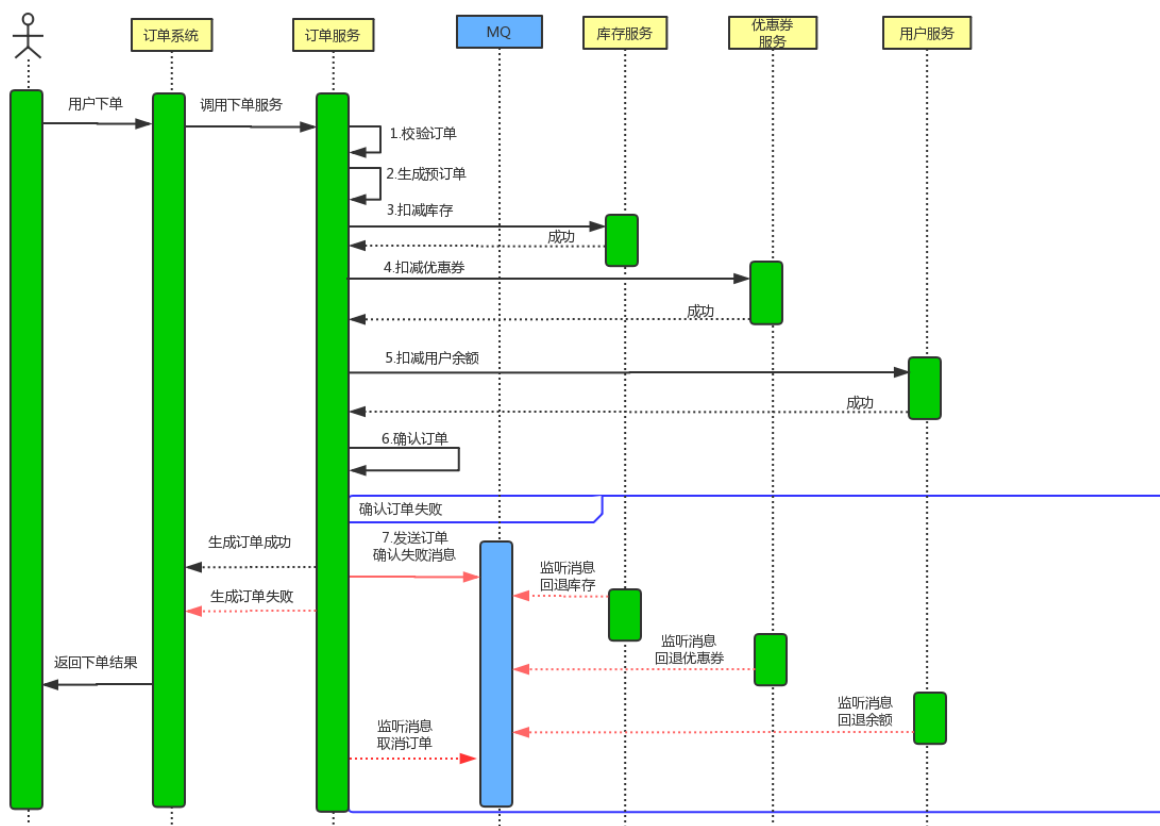 订单系统
订单服务
MQ
库存服务
优惠券
服务
用户服务
用户下单
调用下单服务
1.校验订单
2.生成预订单
3.扣减库存
成功
4.扣减优惠券
成功
5.扣减用户余额
成功
6.确认订单
确认订单失败
7.发送订单
确认失败消息
生成订单成功
监听消息
回退库存
生成订单失败
监听消息
回退优惠券
返回下单结果
监听消息
回退余额
监听消息
取消订单